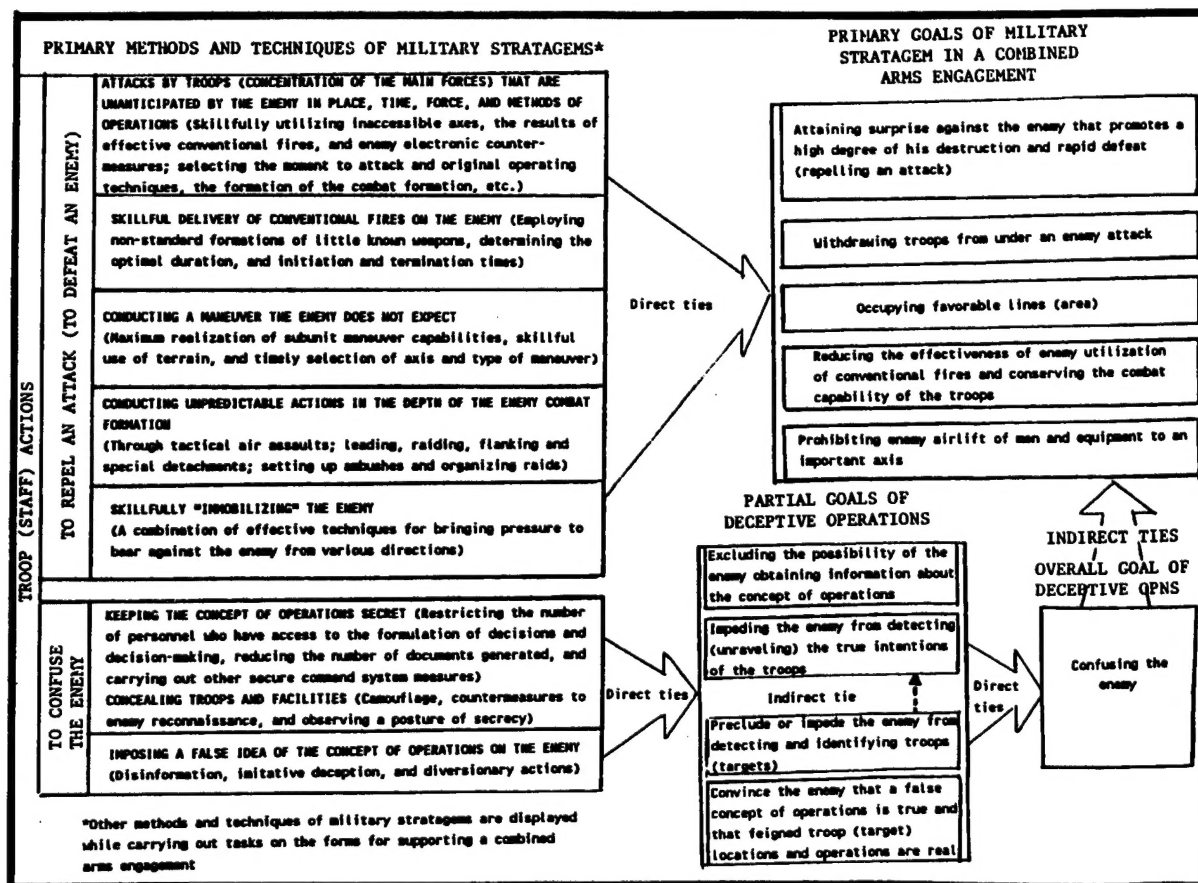 PRIMARY METHODS AND TECHNIQUES OF MILITARY STRATAGEMS*
TROOP (STAFF) ACTIONS
TO REPEL AN ATTACK (TO DEFEAT AN ENEMY)
ATTACKS BY TROOPS (CONCENTRATION OF THE MAIN FORCES) THAT ARE
UNANTICIPATED BY THE ENEMY IN PLACE, TIME, FORCE, AND METHODS OF
OPERATIONS (Skillfully utilizing inaccessible axes, the results of
effective conventional fires, and enemy electronic counter-
measures; selecting the moment to attack and original operating
techniques, the formation of the combat formation, etc.)
SKILLFUL DELIVERY OF CONVENTIONAL FIRES ON THE ENEMY (Employing
non-standard formations of little known weapons, determining the
optimal duration, and initiation and termination times)
CONDUCTING A MANEUVER THE ENEMY DOES NOT EXPECT
(Maximum realization of subunit maneuver capabilities, skillful
use of terrain, and timely selection of axis and type of maneuver)
CONDUCTING UNPREDICTABLE ACTIONS IN THE DEPTH OF THE ENEMY COMBAT
FORMATION
(Through tactical air assaults; leading, raiding, flanking and
special detachments; setting up ambushes and organizing raids)
SKILLFULLY "IMMOBILIZING" THE ENEMY
(A combination of effective techniques for bringing pressure to
bear against the enemy from various directions)
TO CONFUSE
THE ENEMY
KEEPING THE CONCEPT OF OPERATIONS SECRET (Restricting the number
of personnel who have access to the formulation of decisions and
decision-making, reducing the number of documents generated, and
carrying out other secure command system measures)
CONCEALING TROOPS AND FACILITIES (Camouflage, countermeasures to
enemy reconnaissance, and observing a posture of secrecy)
IMPOSING A FALSE IDEA OF THE CONCEPT OF OPERATIONS ON THE ENEMY
(Disinformation, imitative deception, and diversionary actions)
*Other methods and techniques of military stratagems are displayed
while carrying out tasks on the forms for supporting a combined
arms engagement
Direct ties
Direct ties
PRIMARY GOALS OF MILITARY
STRATAGEM IN A COMBINED
ARMS ENGAGEMENT
Attaining surprise against the enemy that promotes a
high degree of his destruction and rapid defeat
(repelling an attack)
Withdrawing troops from under an enemy attack
Occupying favorable lines (area)
Reducing the effectiveness of enemy utilization
of conventional fires and conserving the combat
capability of the troops
Prohibiting enemy airlift of men and equipment to an
important axis
PARTIAL GOALS OF
DECEPTIVE OPERATIONS
Excluding the possibility of the
enemy obtaining information about
the concept of operations
Impeding the enemy from detecting
(unraveling) the true intentions
of the troops
Indirect tie
Preclude or impede the enemy from
detecting and identifying troops
(targets)
Convince the enemy that a false
concept of operations is true and
that feigned troop (target)
locations and operations are real
Direct
ties
INDIRECT TIES
OVERALL GOAL OF
DECEPTIVE OPNS
Confusing the
enemy